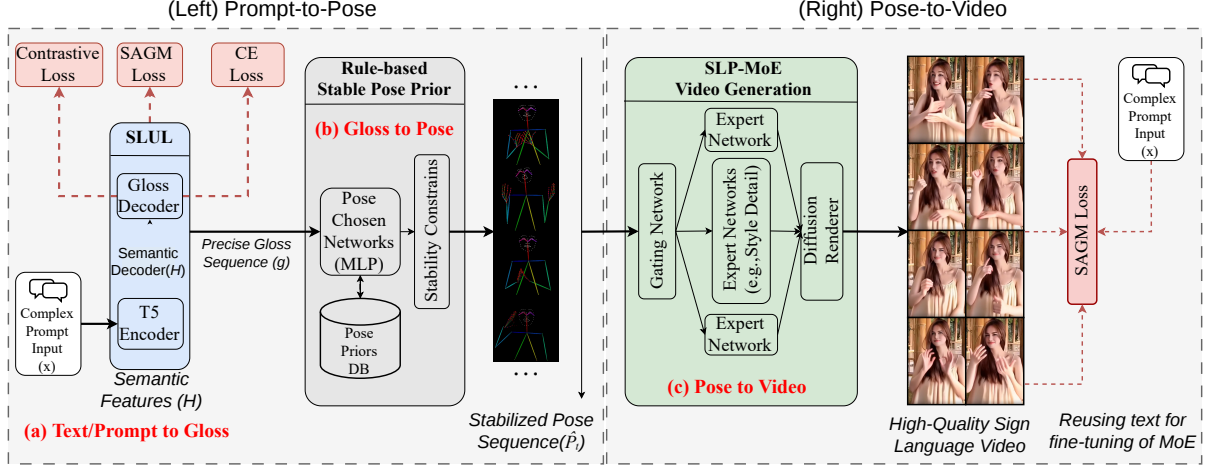 (Left) Prompt-to-Pose
(Right) Pose-to-Video
Contrastive
Loss
SAGM
Loss
CE
Loss
SLUL
Gloss
Decoder
Semantic
Decoder(H)
T5
Encoder
Complex
Prompt
Input
(x)
Semantic
Features (H)
(a) Text/Prompt to Gloss
Precise Gloss
Sequence (g)
Rule-based
Stable Pose Prior
(b) Gloss to Pose
Pose
Chosen
Networks
(MLP)
Stability Constrains
Pose
Priors
DB
...
...
Stabilized Pose
Sequence(P̂ₜ)
SLP-MoE
Video Generation
Gating Network
Expert
Network
Expert Networks
(e.g.,Style Detail)
Expert
Network
Diffusion
Renderer
(c) Pose to Video
High-Quality Sign
Language Video
SAGM Loss
Complex
Prompt
Input
(x)
Reusing text for
fine-tuning of MoE